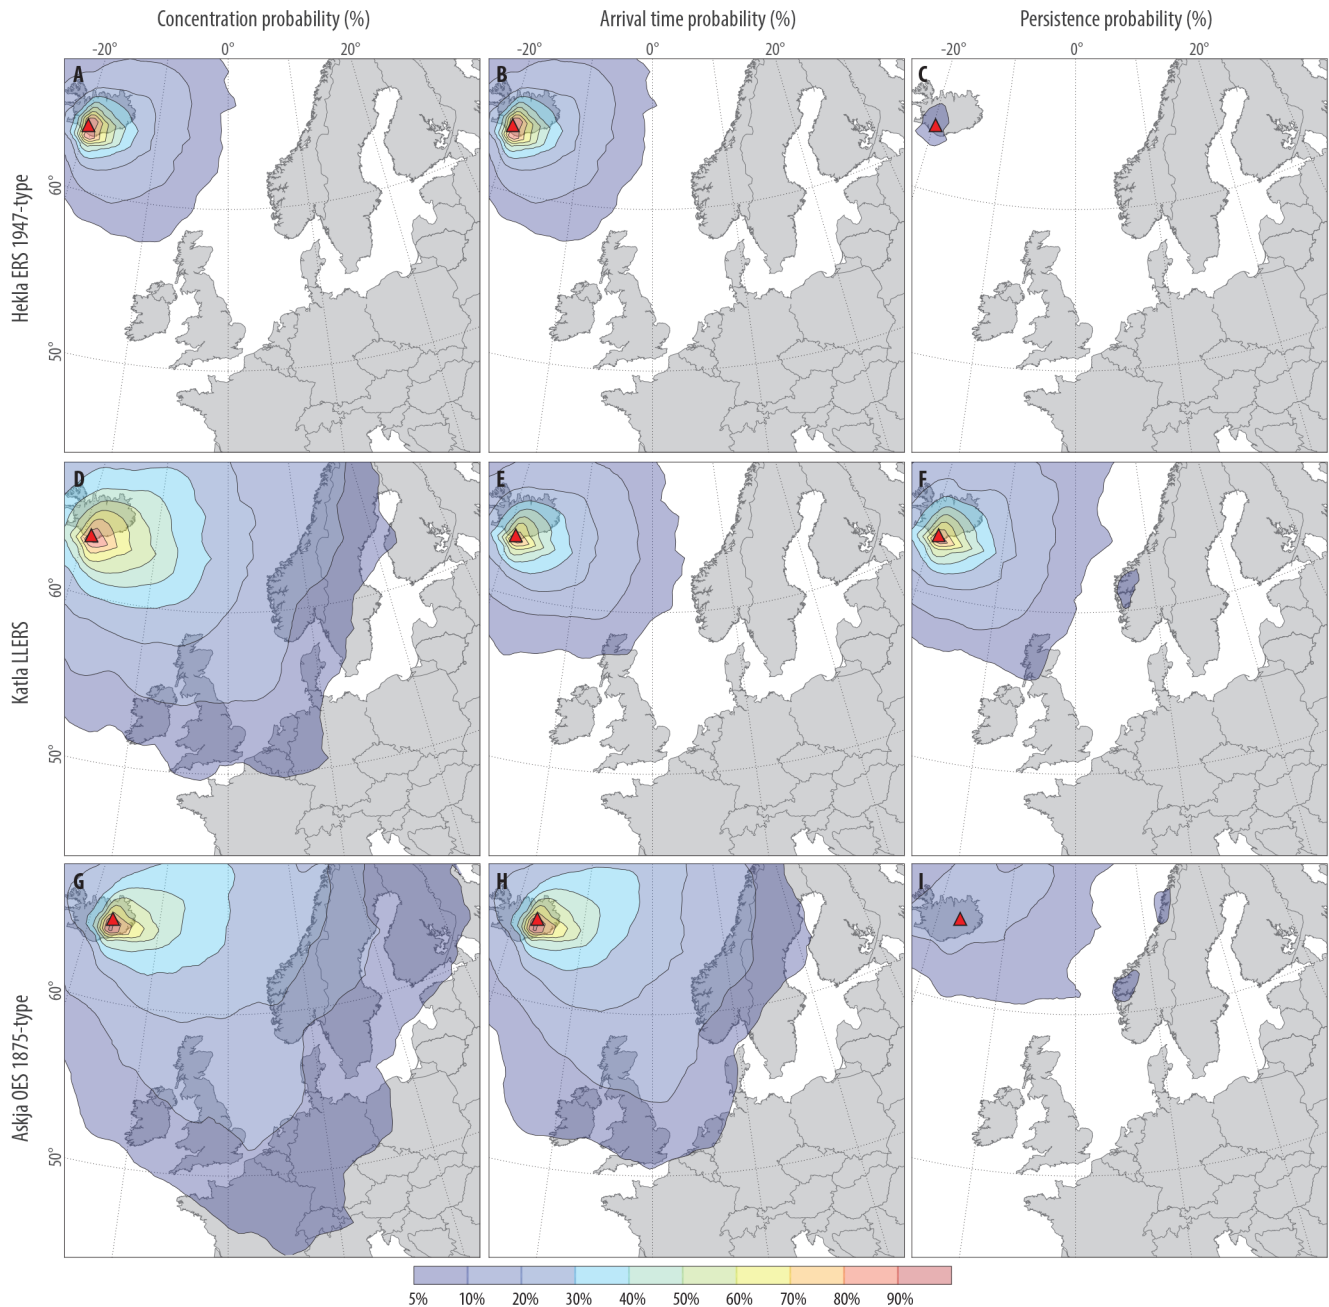 Concentration probability (%) Arrival time probability (%) Persistence probability (%)
-20° 0° 20° -20° 0° 20° -20° 0° 20°
A B C
60°
50°
Hekla ERS 1947-type
D E F
60°
50°
Katla LLERS
G H I
60°
50°
Askja OES 1875-type
5% 10% 20% 30% 40% 50% 60% 70% 80% 90%